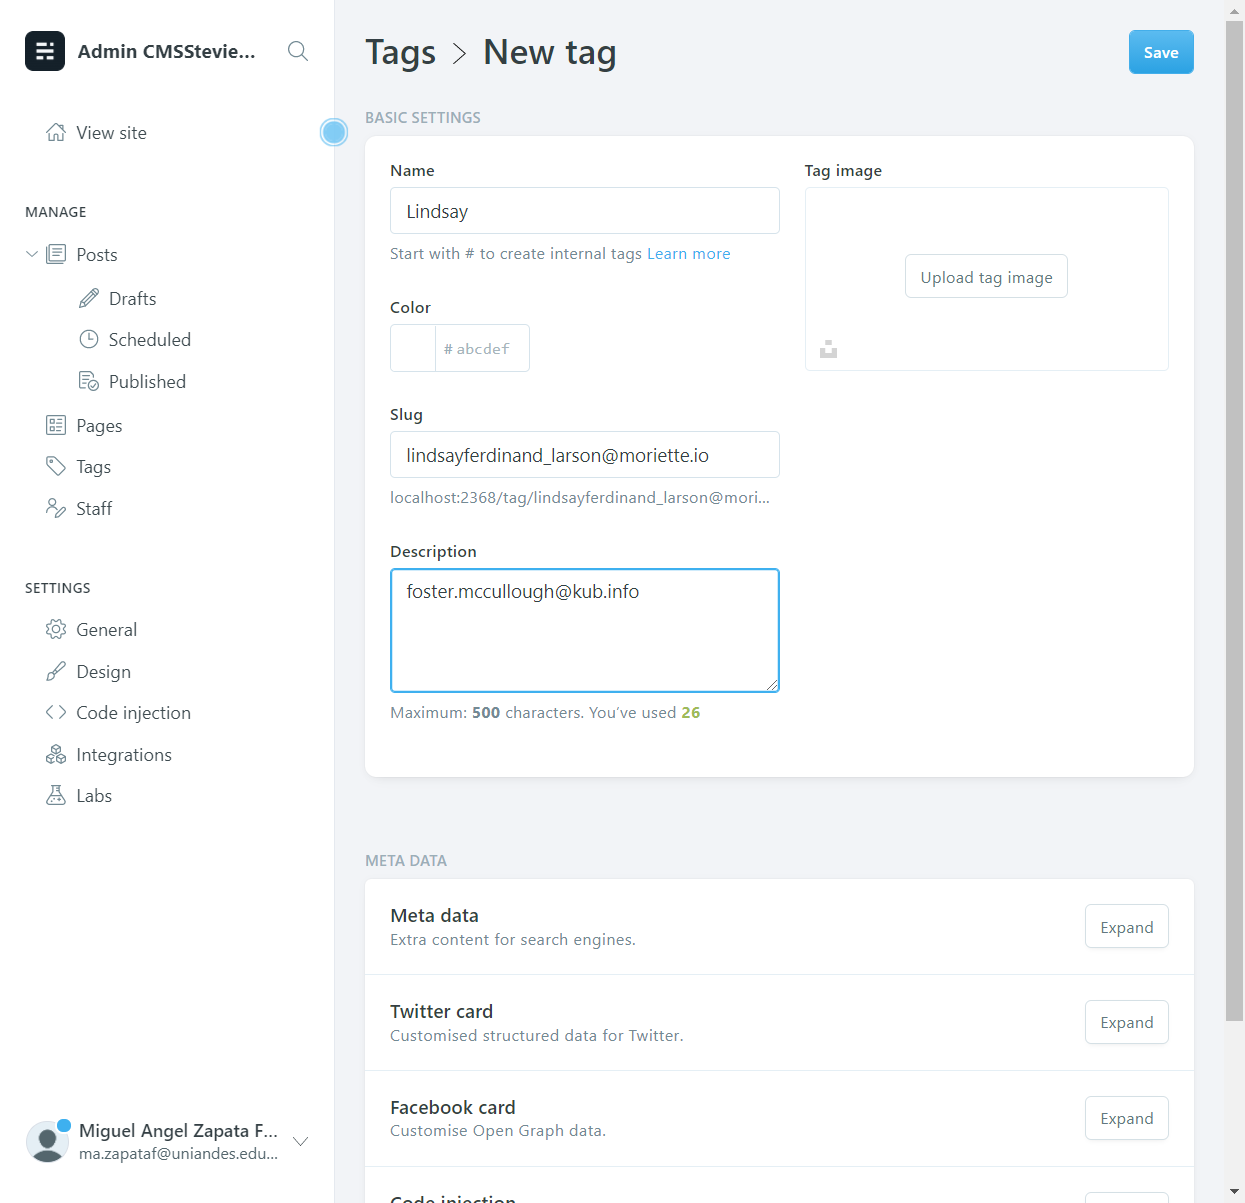 Admin CMSStevie...
View site
MANAGE
Posts
Drafts
Scheduled
Published
Pages
Tags
Staff
SETTINGS
General
Design
Code injection
Integrations
Labs
Miguel Angel Zapata F...
ma.zapataf@uniandes.edu...
Tags > New tag
Save
BASIC SETTINGS
Name
Lindsay
Start with # to create internal tags Learn more
Color
# abcdef
Slug
lindsayferdinand_larson@moriette.io
localhost:2368/tag/lindsayferdinand_larson@mori...
Description
foster.mccullough@kub.info
Maximum: 500 characters. You’ve used 26
Tag image
Upload tag image
META DATA
Meta data
Extra content for search engines.
Expand
Twitter card
Customised structured data for Twitter.
Expand
Facebook card
Customise Open Graph data.
Expand
Code injection